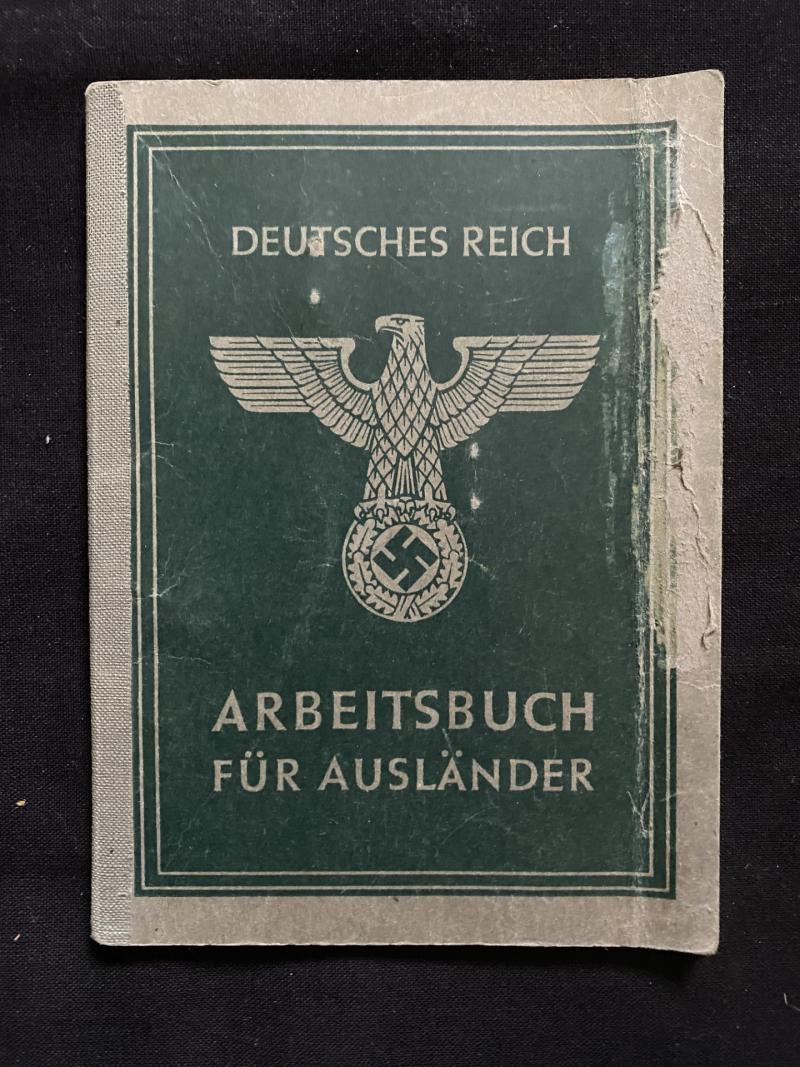 DEUTSCHES REICH
ARBEITSBUCH
FÜR AUSLÄNDER